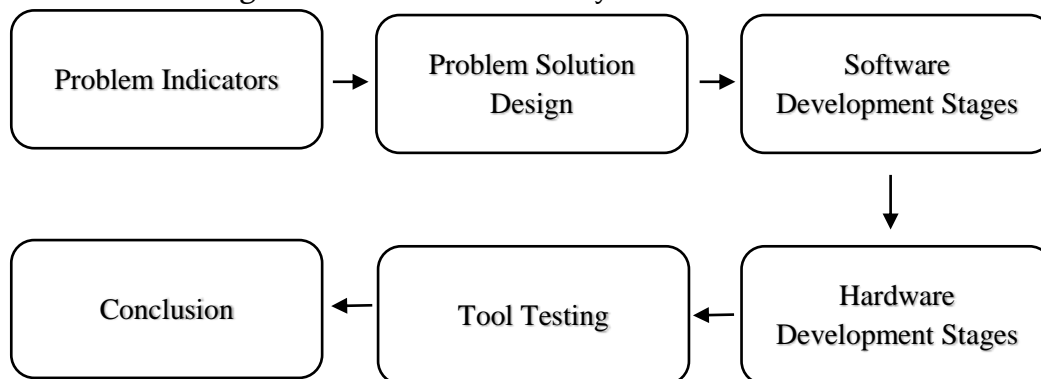 Problem Indicators
Problem Solution
Design
Software
Development Stages
Hardware
Development Stages
Tool Testing
Conclusion